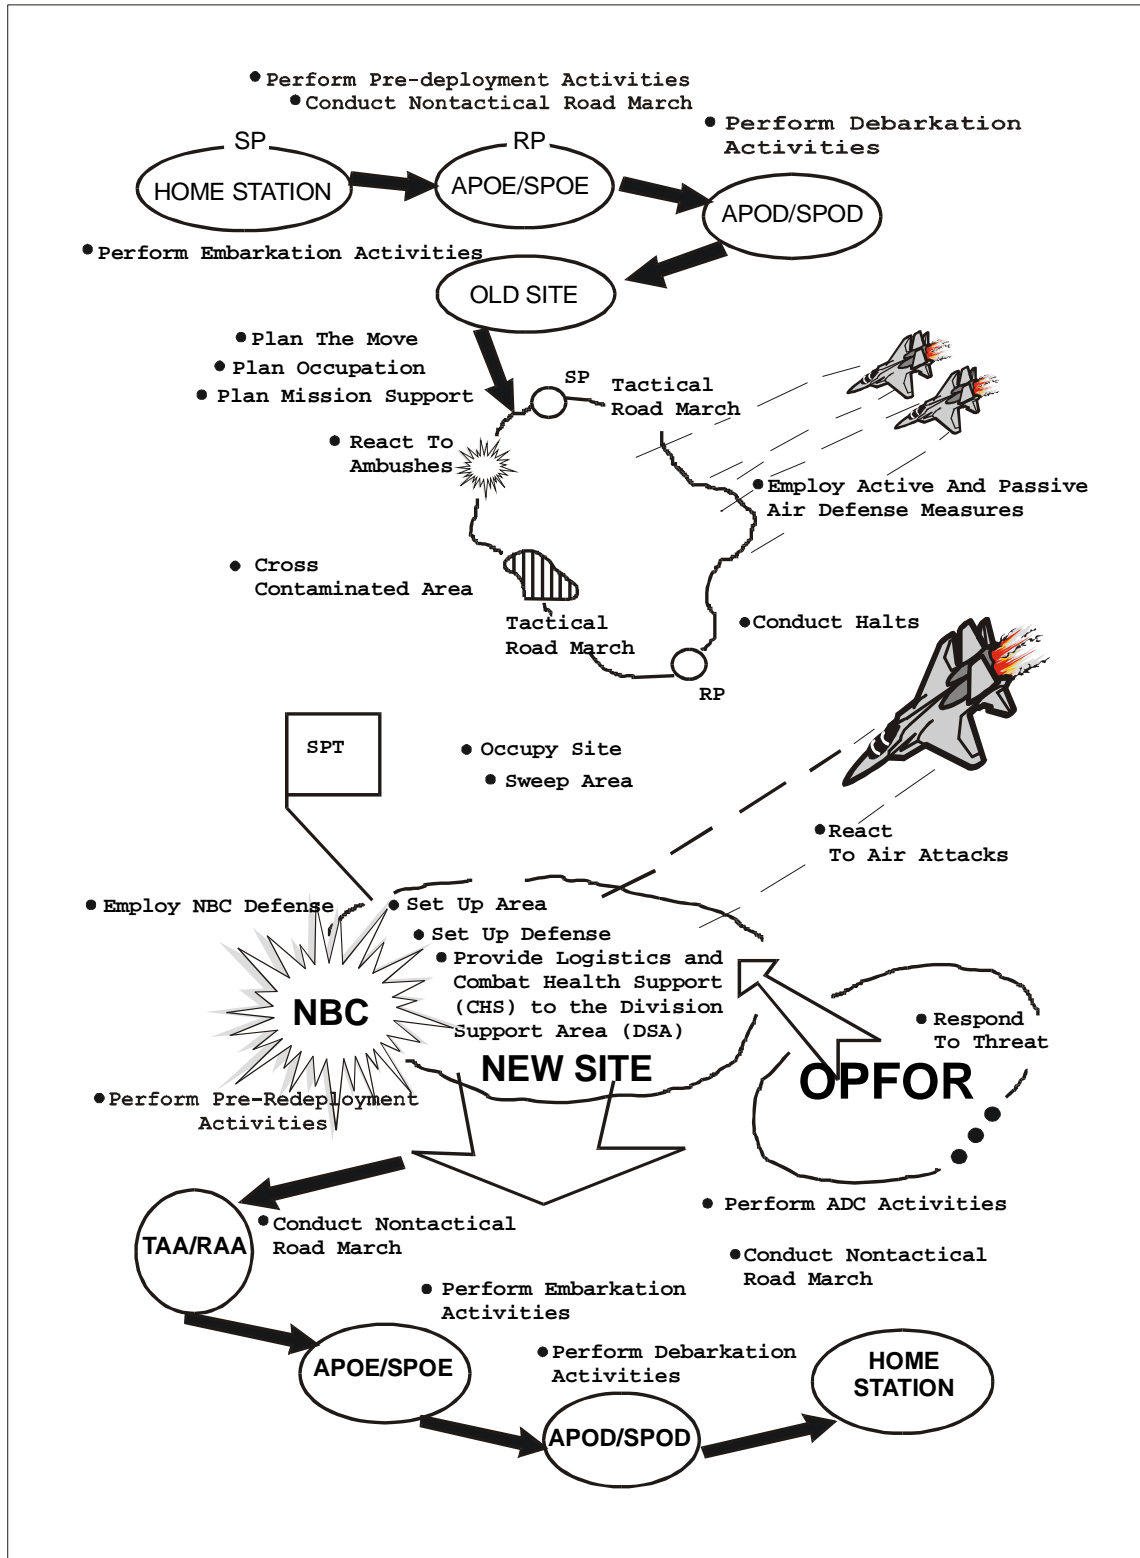 ● Perform Pre-deployment Activities
● Conduct Nontactical Road March
● Perform Debarkation
Activities
SP
HOME STATION
RP
APOE/SPOE
APOD/SPOD
● Perform Embarkation Activities
OLD SITE
● Plan The Move
● Plan Occupation
● Plan Mission Support
SP
Tactical
Road March
● React To
Ambushes
● Employ Active And Passive
Air Defense Measures
● Cross
Contaminated Area
Tactical
Road March
● Conduct Halts
RP
SPT
● Occupy Site
● Sweep Area
● React
To Air Attacks
● Employ NBC Defense
● Set Up Area
● Set Up Defense
● Provide Logistics and
Combat Health Support
(CHS) to the Division
Support Area (DSA)
NBC
NEW SITE
● Respond
To Threat
OPFOR
● Perform Pre-Redeployment
Activities
● Perform ADC Activities
TAA/RAA
● Conduct Nontactical
Road March
● Conduct Nontactical
Road March
● Perform Embarkation
Activities
APOE/SPOE
● Perform Debarkation
Activities
HOME
STATION
APOD/SPOD